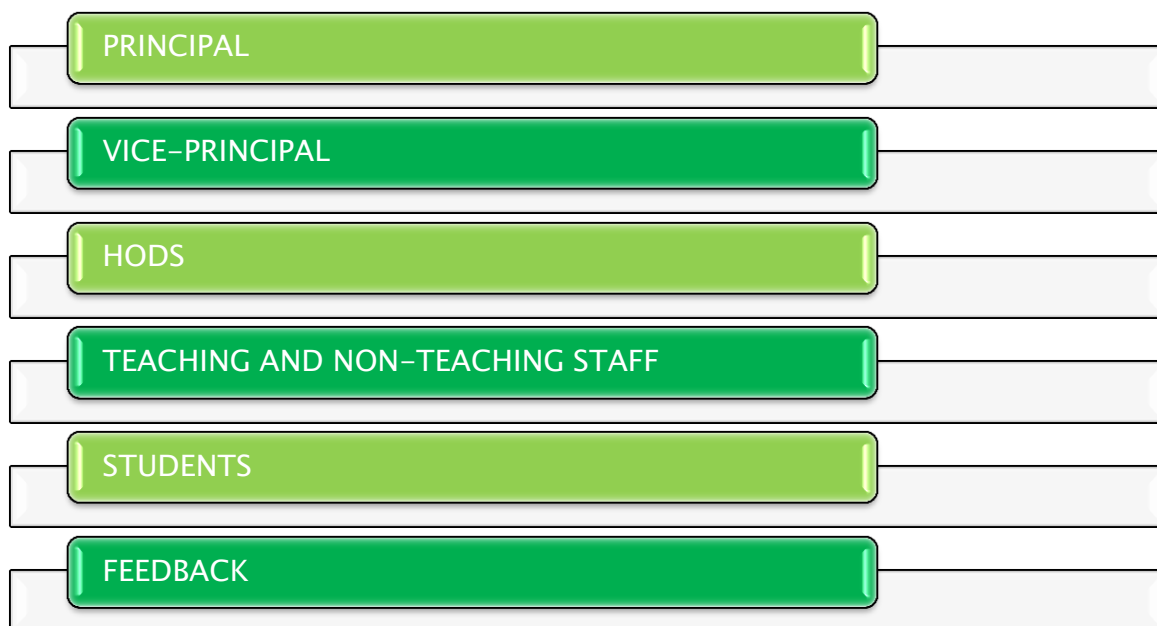 PRINCIPAL
VICE-PRINCIPAL
HODS
TEACHING AND NON-TEACHING STAFF
STUDENTS
FEEDBACK